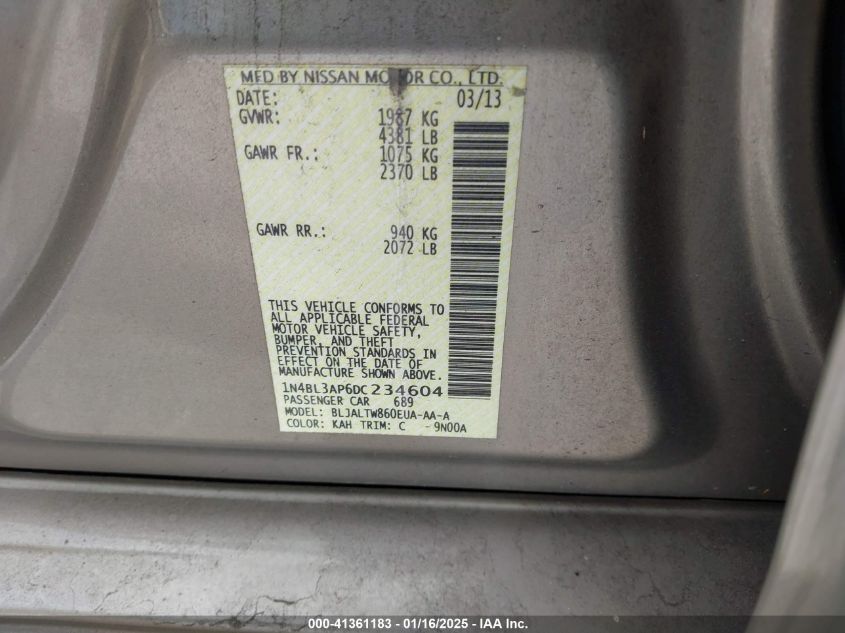 MFD BY NISSAN MOTOR CO., LTD.
DATE: 03/13
GVWR: 1987 KG
4381 LB
GAWR FR.: 1075 KG
2370 LB
GAWR RR.: 940 KG
2072 LB
THIS VEHICLE CONFORMS TO
ALL APPLICABLE FEDERAL
MOTOR VEHICLE SAFETY,
BUMPER, AND THEFT
PREVENTION STANDARDS IN
EFFECT ON THE DATE OF
MANUFACTURE SHOWN ABOVE.
1N4BL3AP6DC234604
PASSENGER CAR 689
MODEL: BLJALTW860EUA-AA-A
COLOR: KAH TRIM: C -9N00A
000-41361183 - 01/16/2025 - IAA Inc.